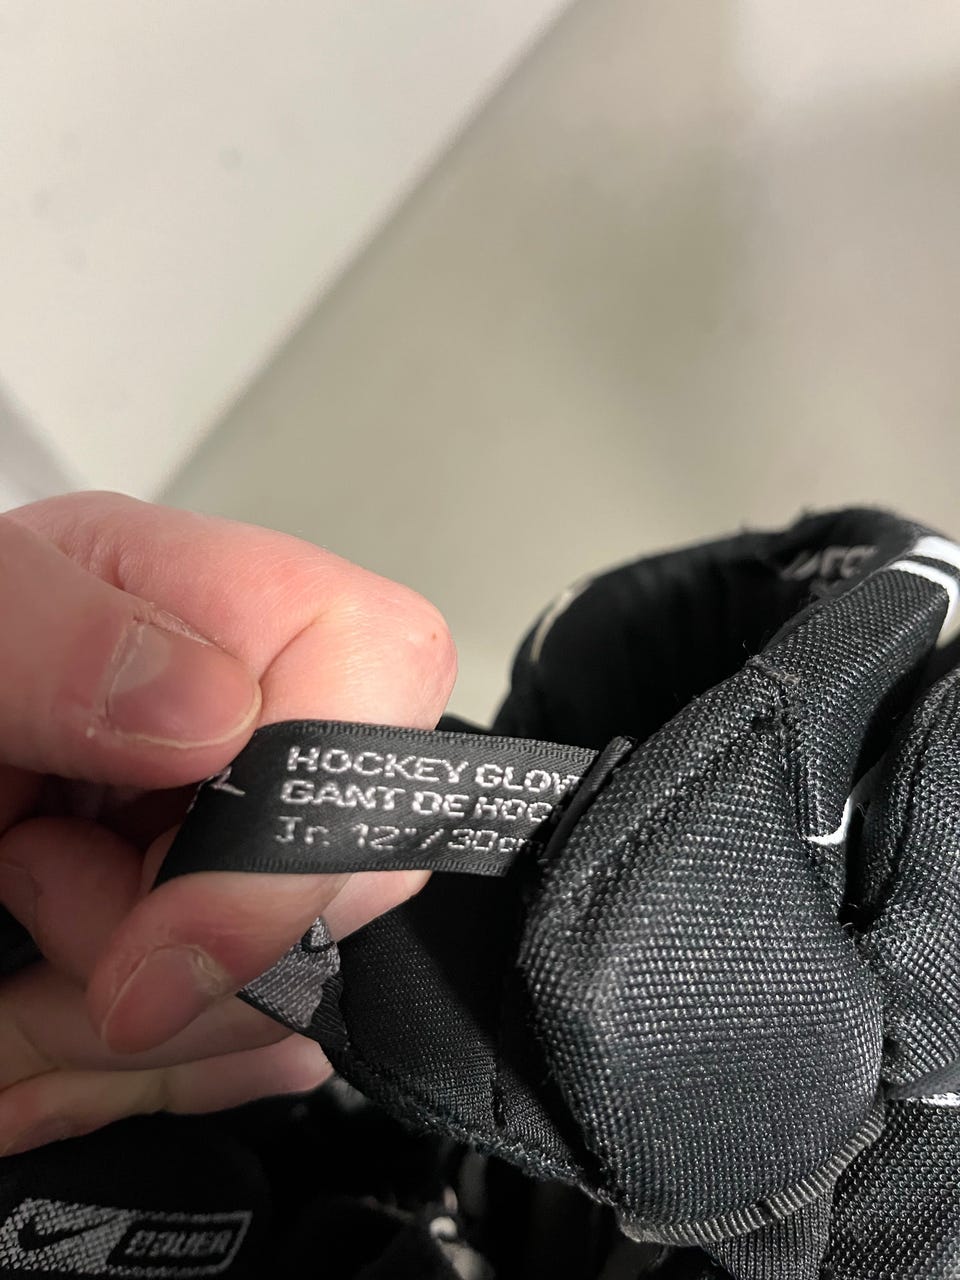 HOCKEY GLOV
GANT DE HOC
Jr. 12"/30c
BAUER